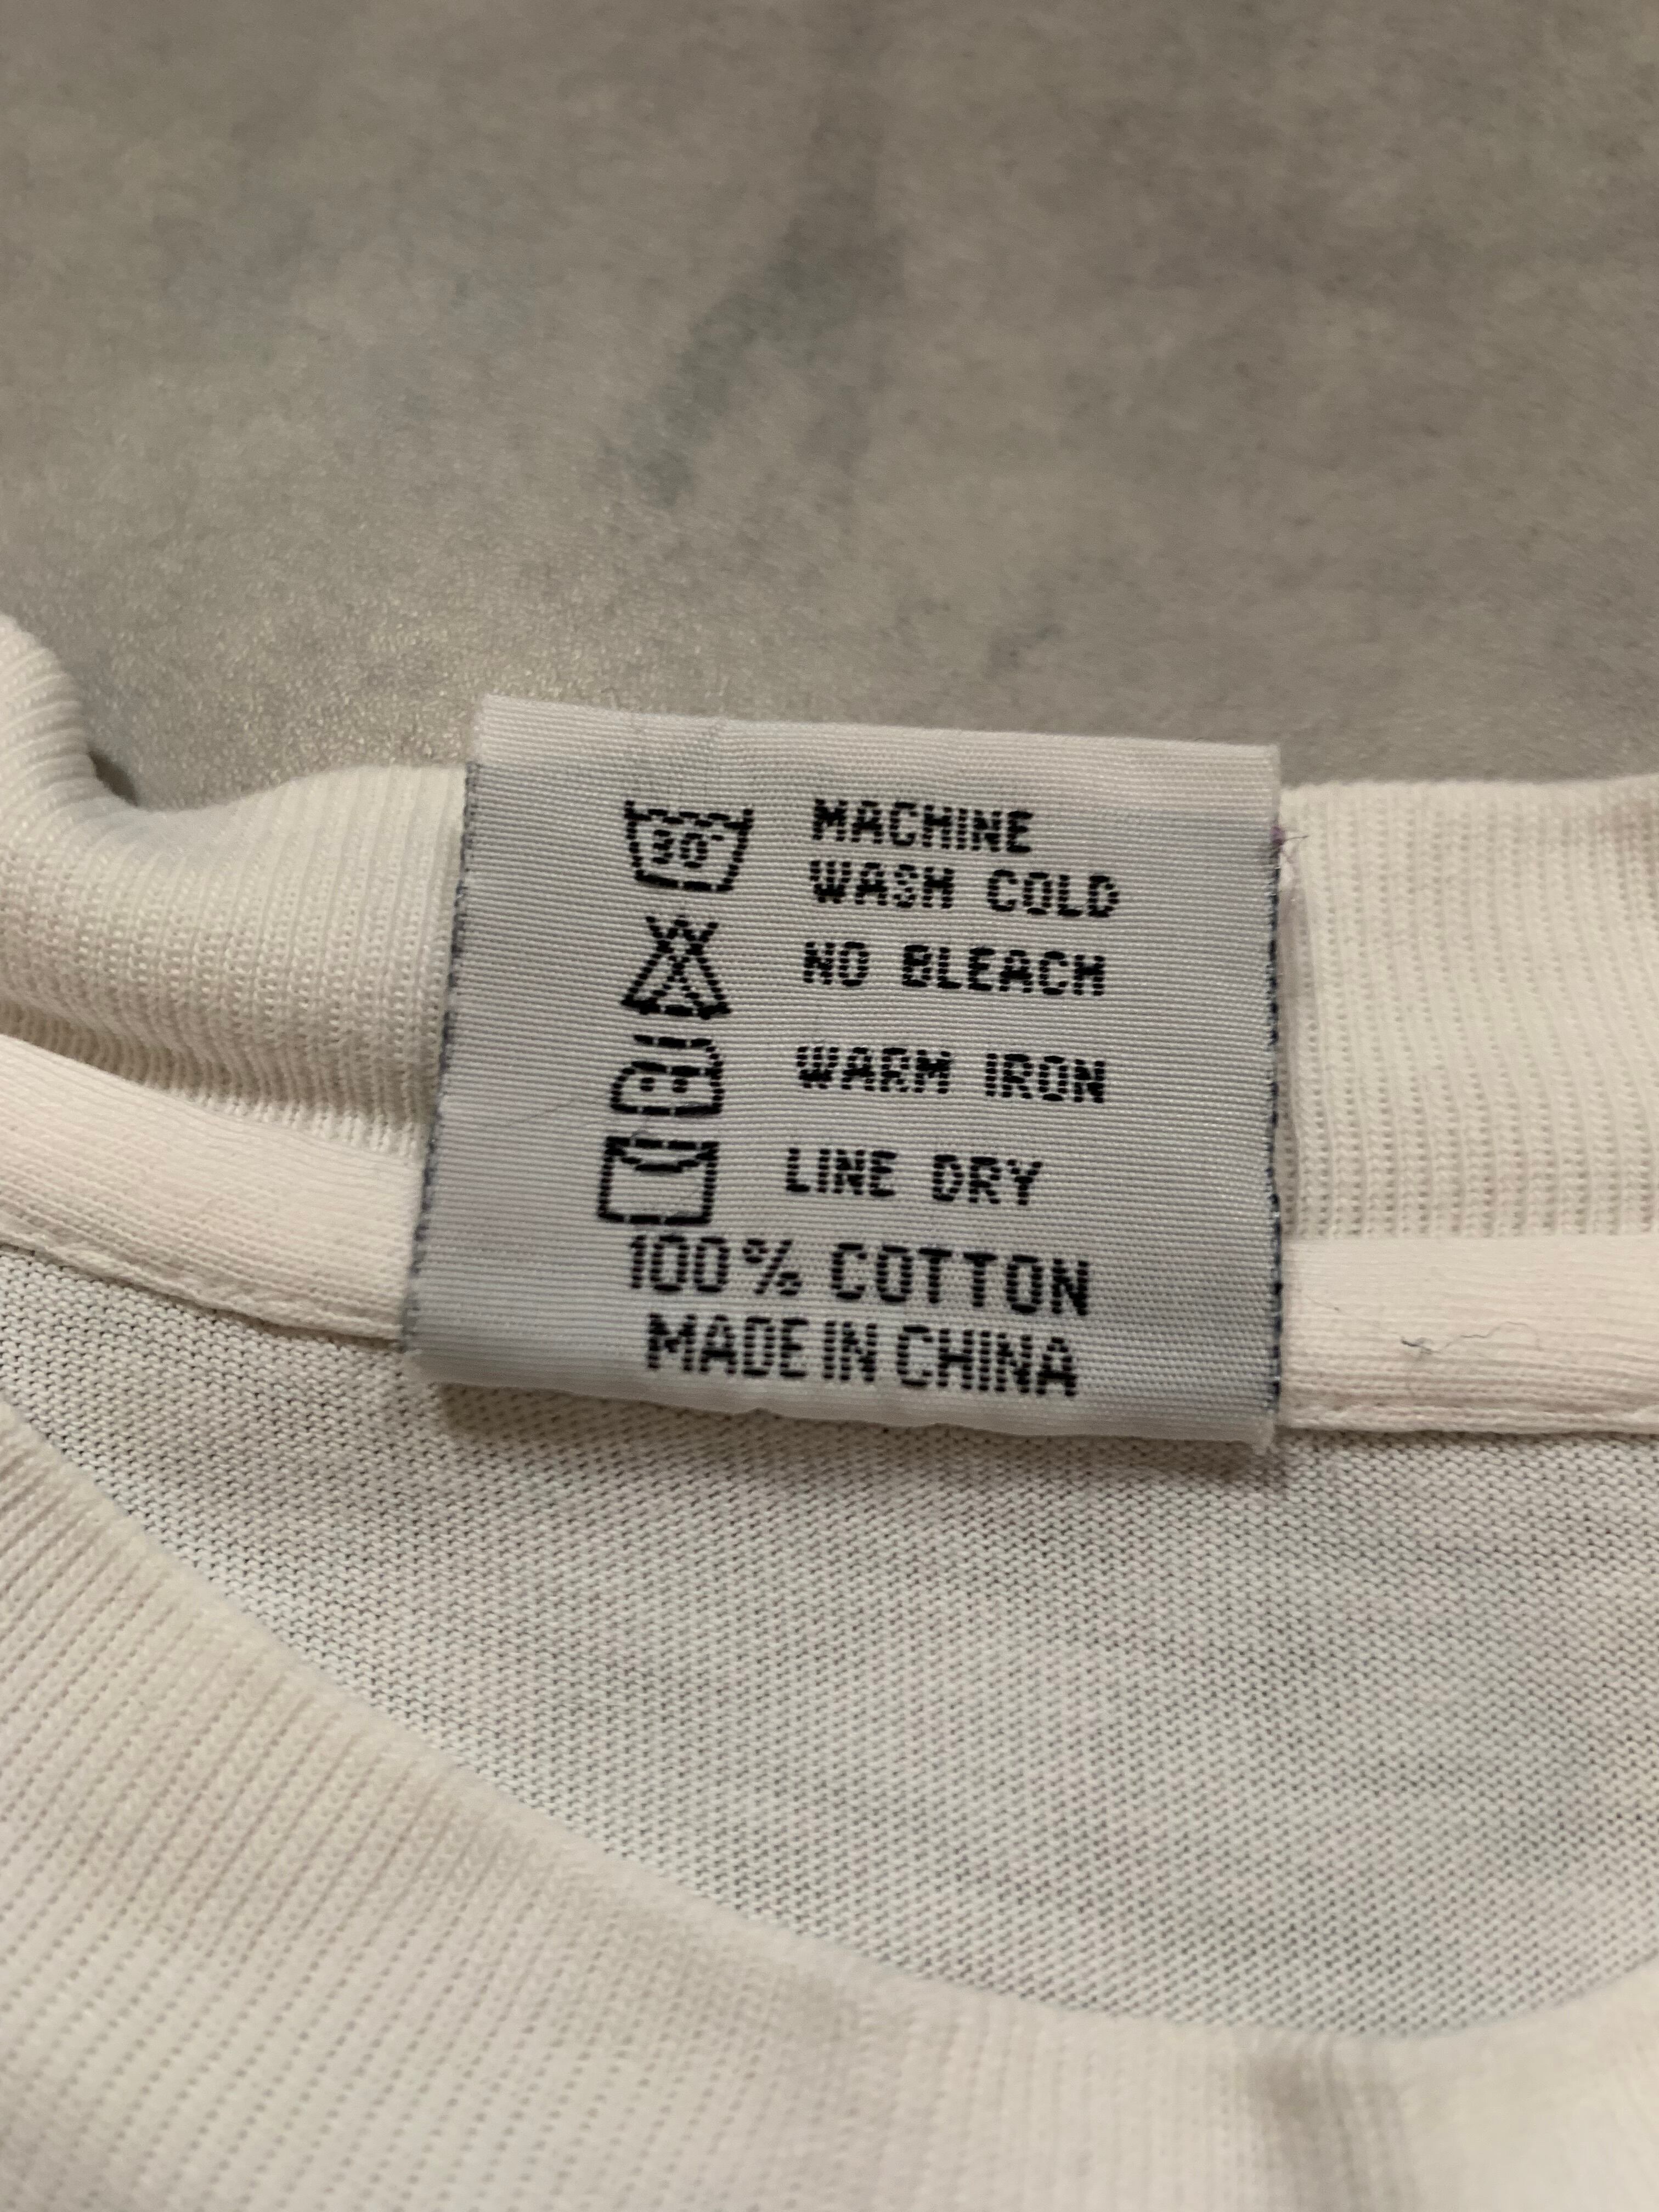 30°
MACHINE
WASH COLD
NO BLEACH
WARM IRON
LINE DRY
100% COTTON
MADE IN CHINA